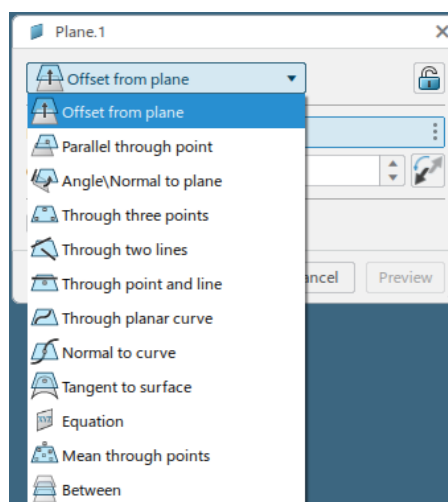 Plane.1
Offset from plane
Offset from plane
Parallel through point
Angle\Normal to plane
Through three points
Through two lines
Through point and line
Through planar curve
Normal to curve
Tangent to surface
Equation
Mean through points
Between
Preview